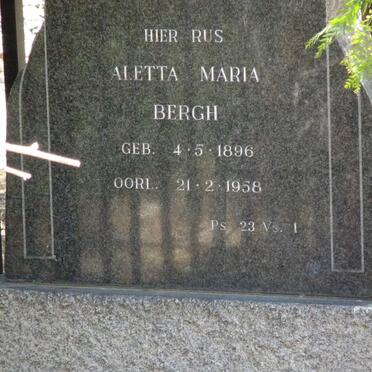 HIER RUS
ALETTA MARIA
BERGH
GEB. 4·5·1896
OORL. 21·2·1958
Ps. 23 Vs. 1